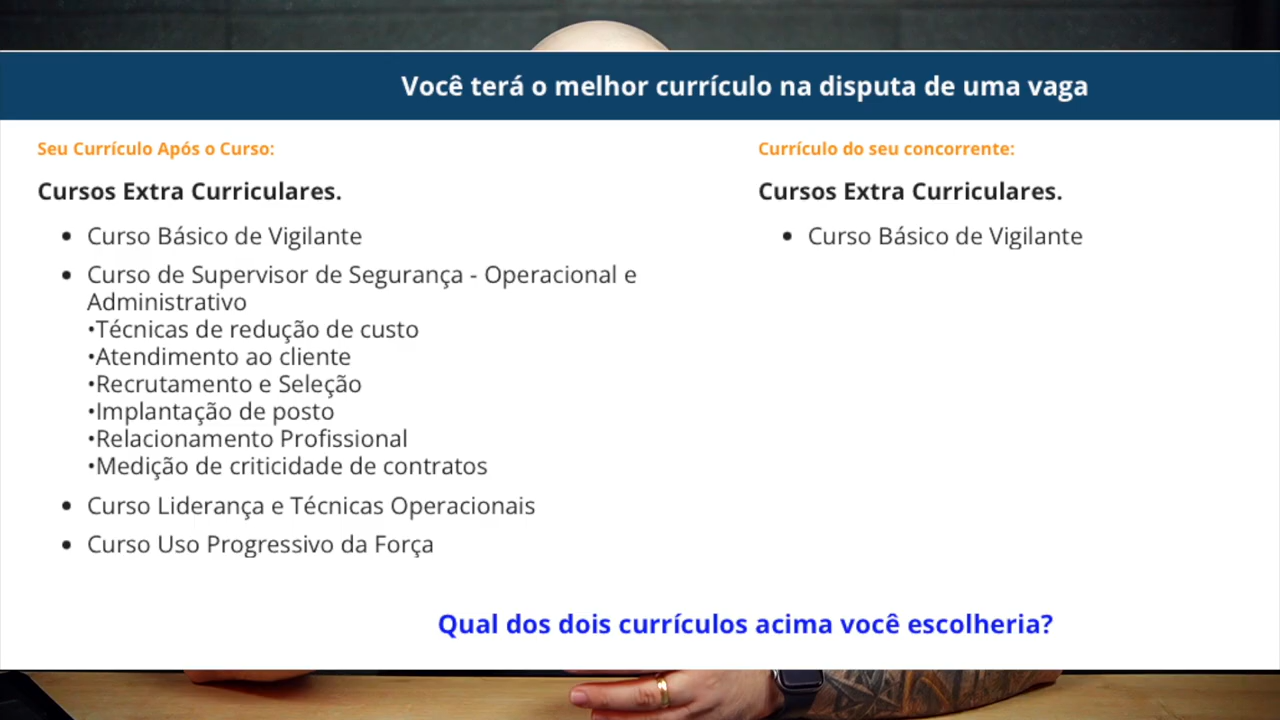 Você terá o melhor currículo na disputa de uma vaga
Seu Currículo Após o Curso:
Cursos Extra Curriculares.
• Curso Básico de Vigilante
• Curso de Supervisor de Segurança - Operacional e
Administrativo
•Técnicas de redução de custo
•Atendimento ao cliente
•Recrutamento e Seleção
•Implantação de posto
•Relacionamento Profissional
•Medição de criticidade de contratos
• Curso Liderança e Técnicas Operacionais
• Curso Uso Progressivo da Força
Currículo do seu concorrente:
Cursos Extra Curriculares.
• Curso Básico de Vigilante
Qual dos dois currículos acima você escolheria?